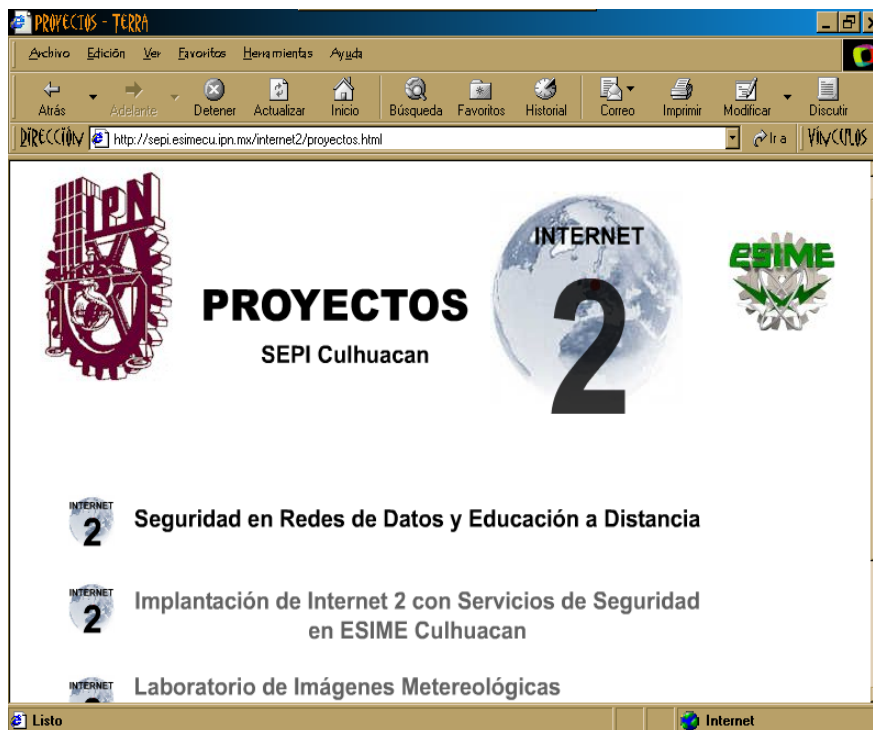 PROYECTOS - TERRA
Archivo Edición Ver Favoritos Herramientas Ayuda
Atrás Adelante Detener Actualizar Inicio Búsqueda Favoritos Historial Correo Imprimir Modificar Discutir
DIRECCIÓN http://sepi.esimecu.ipn.mx/internet2/proyectos.html Ir a VÍNCULOS
IPN
INTERNET
2
ESIME
PROYECTOS
SEPI Culhuacan
INTERNET
2
Seguridad en Redes de Datos y Educación a Distancia
INTERNET
2
Implantación de Internet 2 con Servicios de Seguridad
en ESIME Culhuacan
INTERNET
Laboratorio de Imágenes Metereológicas
Listo Internet